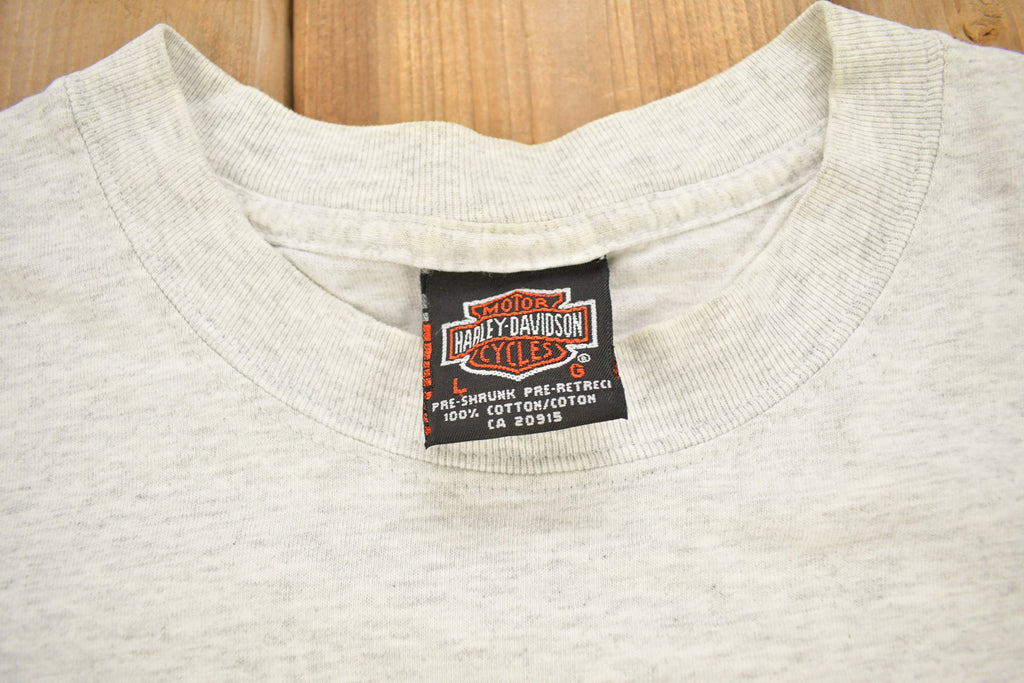 MOTOR
HARLEY-DAVIDSON
CYCLES
®
L G
PRE-SHRUNK PRE-RETRECI
100% COTTON/COTON
CA 20915